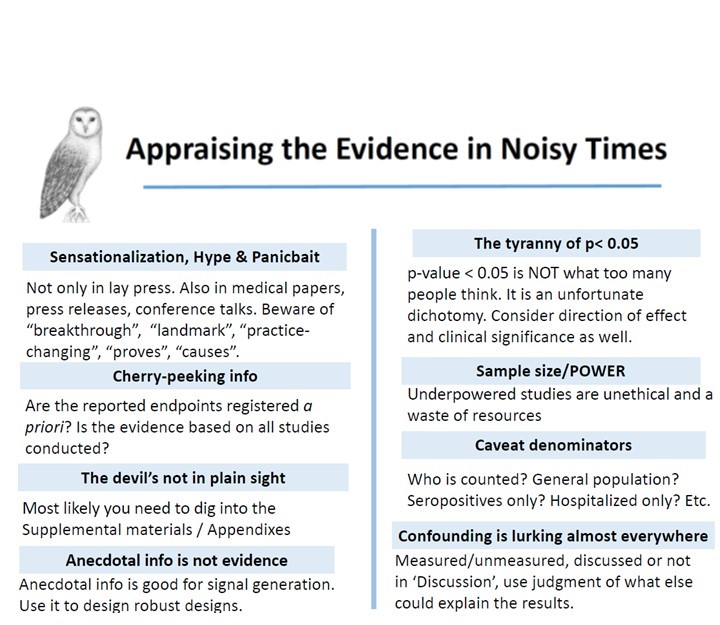 Appraising the Evidence in Noisy Times
Sensationalization, Hype & Panicbait
Not only in lay press. Also in medical papers,
press releases, conference talks. Beware of
“breakthrough”, “landmark”, “practice-
changing”, “proves”, “causes”.
Cherry-peeking info
Are the reported endpoints registered a
priori? Is the evidence based on all studies
conducted?
The devil’s not in plain sight
Most likely you need to dig into the
Supplemental materials / Appendixes
Anecdotal info is not evidence
Anecdotal info is good for signal generation.
Use it to design robust designs.
The tyranny of p< 0.05
p-value < 0.05 is NOT what too many
people think. It is an unfortunate
dichotomy. Consider direction of effect
and clinical significance as well.
Sample size/POWER
Underpowered studies are unethical and a
waste of resources
Caveat denominators
Who is counted? General population?
Seropositives only? Hospitalized only? Etc.
Confounding is lurking almost everywhere
Measured/unmeasured, discussed or not
in ‘Discussion’, use judgment of what else
could explain the results.